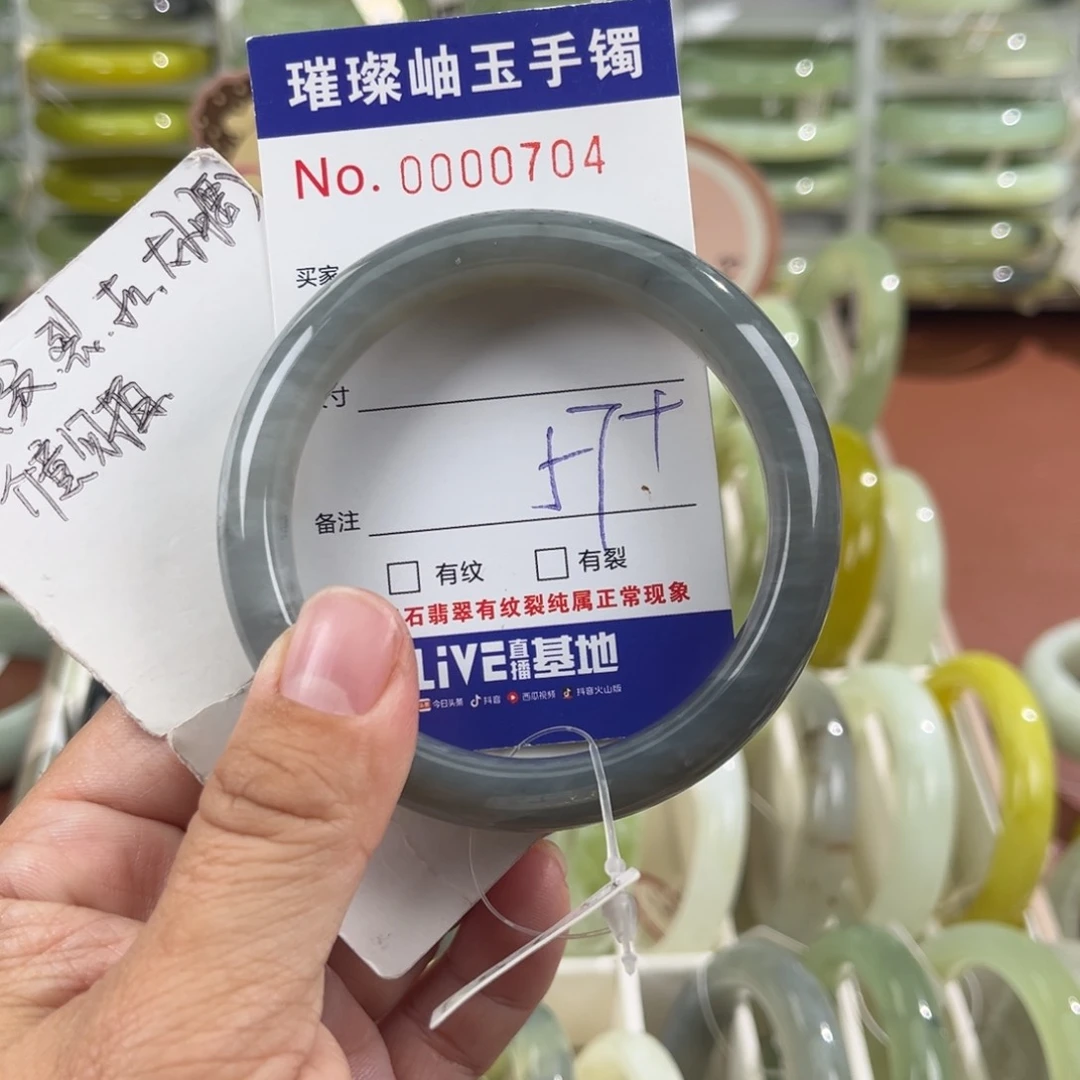 璀璨岫玉手镯
No. 0000704
买家
寸
57+
备注
□ 有纹 □ 有裂
石翡翠有纹裂纯属正常现象
LiVE直播基地
今日头条 抖音 西瓜视频 抖音火山版